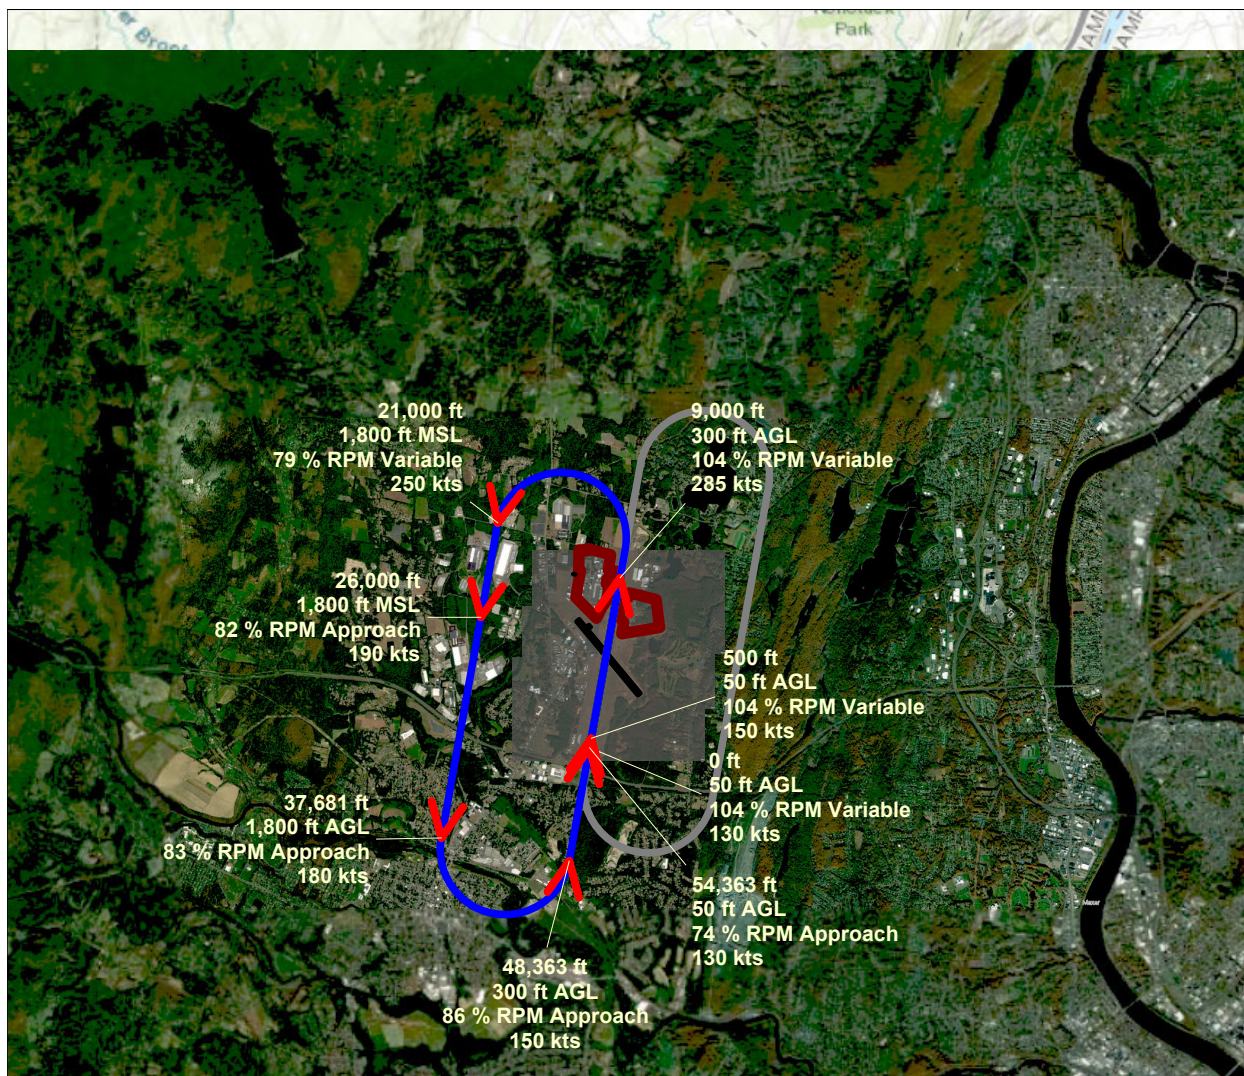 Park
21,000 ft
1,800 ft MSL
79 % RPM Variable
250 kts
9,000 ft
300 ft AGL
104 % RPM Variable
285 kts
26,000 ft
1,800 ft MSL
82 % RPM Approach
190 kts
500 ft
50 ft AGL
104 % RPM Variable
150 kts
0 ft
50 ft AGL
104 % RPM Variable
130 kts
37,681 ft
1,800 ft AGL
83 % RPM Approach
180 kts
54,363 ft
50 ft AGL
74 % RPM Approach
130 kts
48,363 ft
300 ft AGL
86 % RPM Approach
150 kts